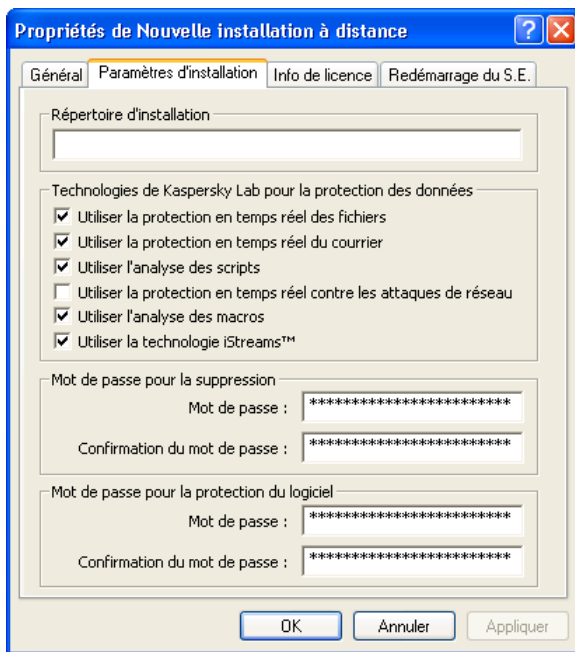 Propriétés de Nouvelle installation à distance
Général
Paramètres d'installation
Info de licence
Redémarrage du S.E.
Répertoire d'installation
Technologies de Kaspersky Lab pour la protection des données
Utiliser la protection en temps réel des fichiers
Utiliser la protection en temps réel du courrier
Utiliser l'analyse des scripts
Utiliser la protection en temps réel contre les attaques de réseau
Utiliser l'analyse des macros
Utiliser la technologie iStreams™
Mot de passe pour la suppression
Mot de passe : ************************
Confirmation du mot de passe : ************************
Mot de passe pour la protection du logiciel
Mot de passe : ************************
Confirmation du mot de passe : ************************
OK
Annuler
Appliquer